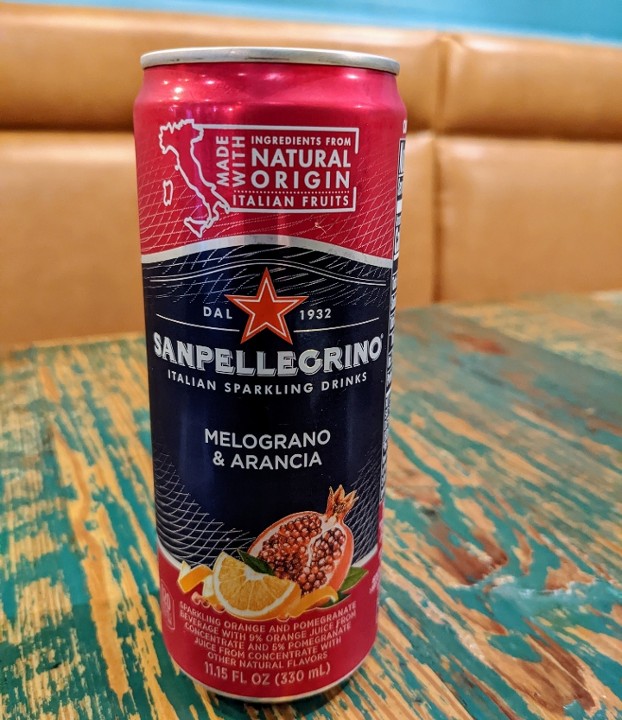 MADE
WITH
INGREDIENTS FROM
NATURAL
ORIGIN
ITALIAN FRUITS
DAL 1932
SANPELLEGRINO
ITALIAN SPARKLING DRINKS
MELOGRANO
& ARANCIA
SPARKLING ORANGE AND POMEGRANATE
BEVERAGE WITH 9% ORANGE JUICE FROM
CONCENTRATE AND 5% POMEGRANATE
JUICE FROM CONCENTRATE WITH
OTHER NATURAL FLAVORS
11.15 FL OZ (330 mL)